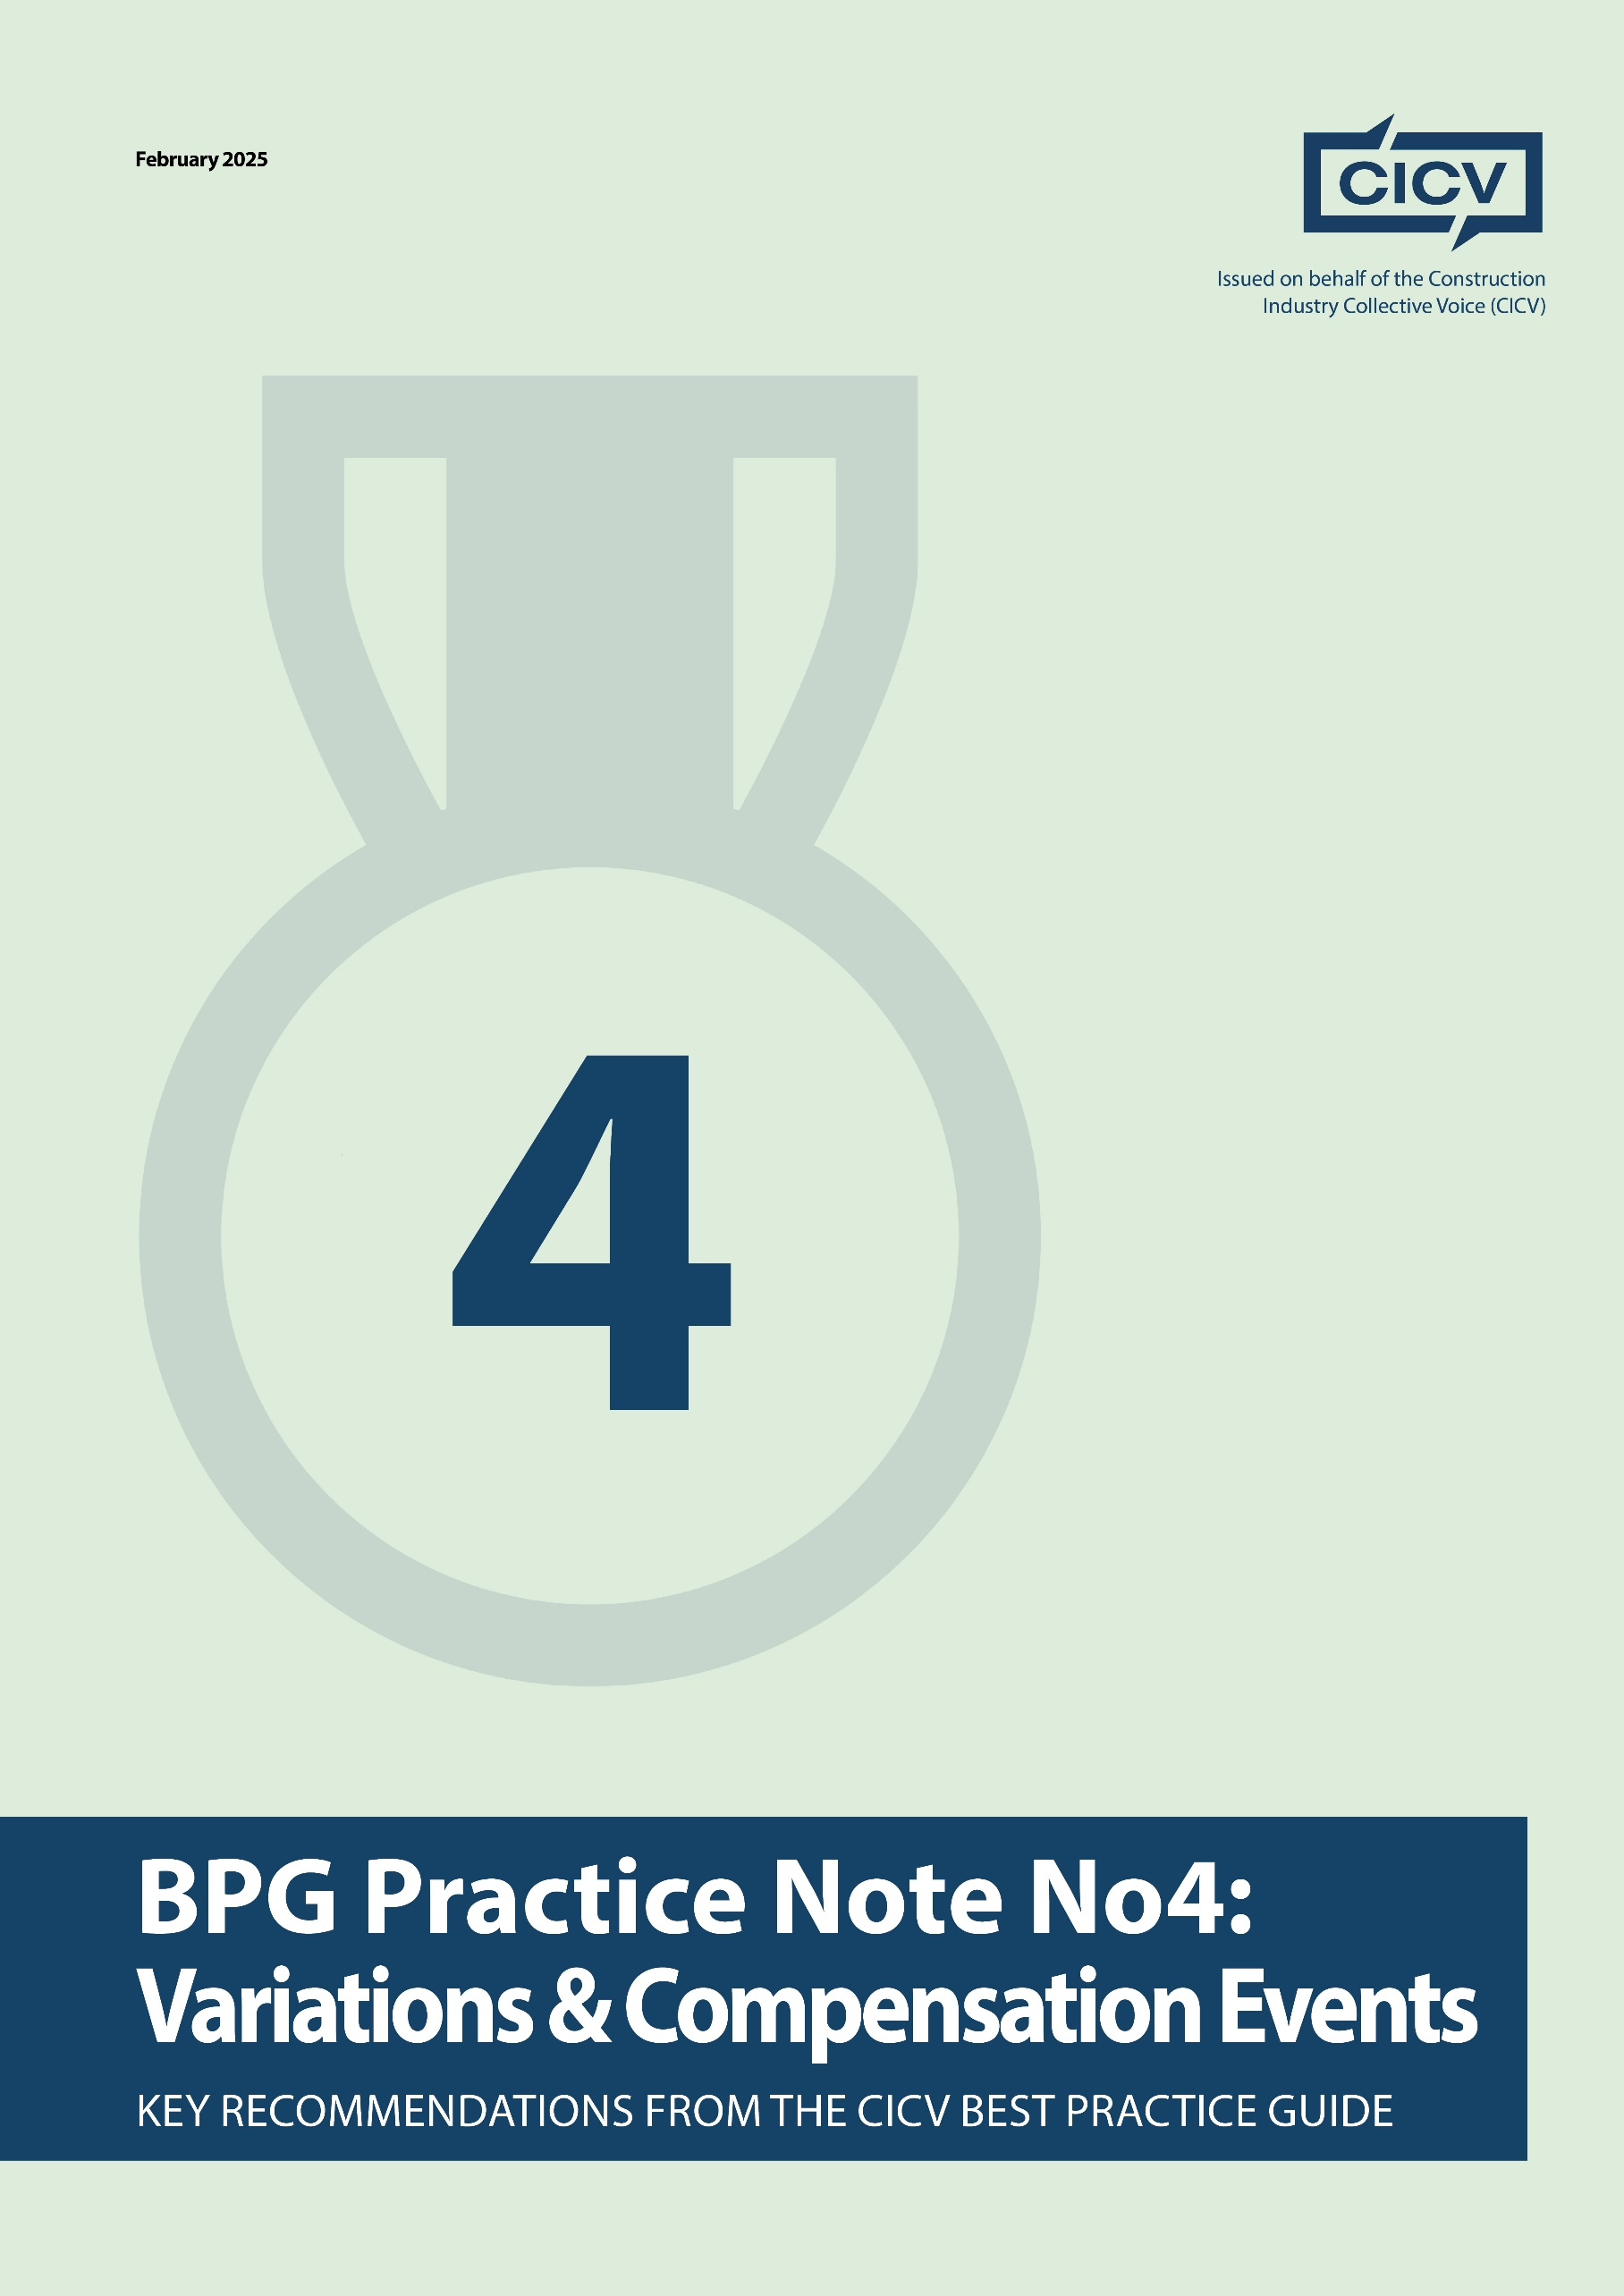 February 2025
CICV
Issued on behalf of the Construction
Industry Collective Voice (CICV)
4
BPG Practice Note No4:
Variations & Compensation Events
KEY RECOMMENDATIONS FROM THE CICV BEST PRACTICE GUIDE